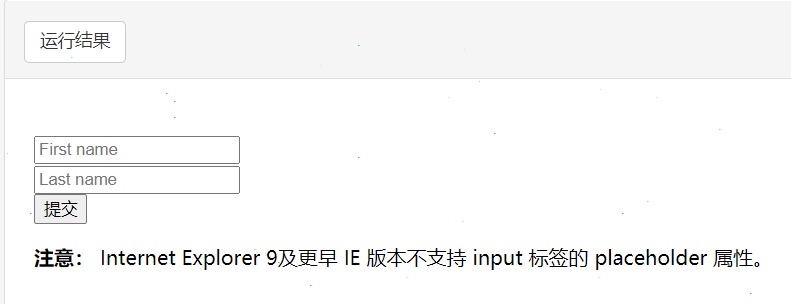 运行结果
First name
Last name
提交
注意： Internet Explorer 9及更早 IE 版本不支持 input 标签的 placeholder 属性。